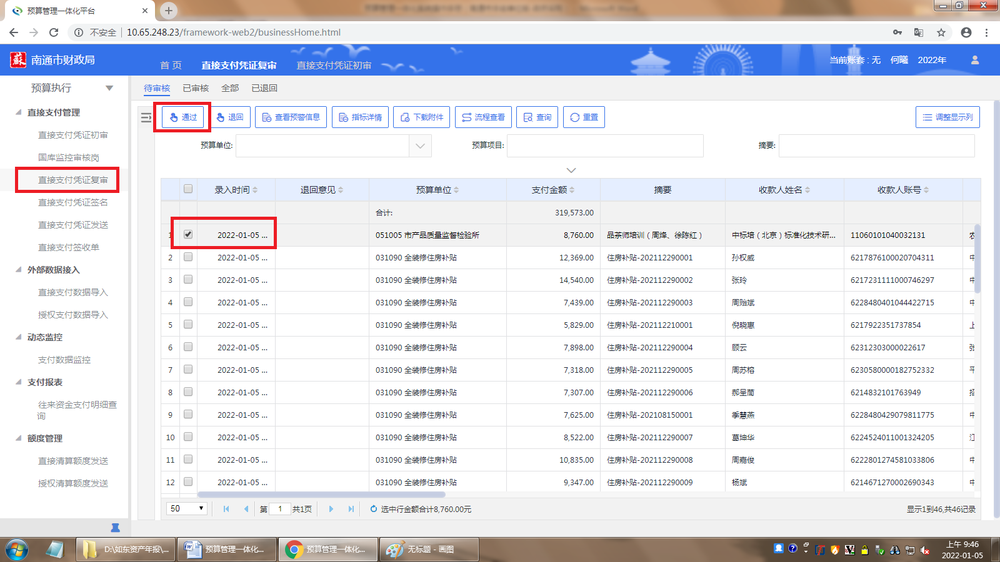 预算管理一体化平台
不安全 10.65.248.23/framework-web2/businessHome.html
南通市财政局 首 页 直接支付凭证复审 直接支付凭证初审 当前账套 : 无 何曦 2022年
预算执行
直接支付管理
直接支付凭证初审
国库监控审核岗
直接支付凭证复审
直接支付凭证签名
直接支付凭证发送
直接支付签收单
外部数据接入
直接支付数据导入
授权支付数据导入
动态监控
支付数据监控
支付报表
往来资金支付明细查
询
额度管理
直接清算额度发送
授权清算额度发送
待审核 已审核 全部 已退回
通过 退回 查看预警信息 指标详情 下载附件 流程查看 查询 重置 调整显示列
预算单位: 预算项目: 摘要:
录入时间 退回意见 预算单位 支付金额 摘要 收款人姓名 收款人账号
合计: 319,573.00
1 2022-01-05 ... 051005 市产品质量监督检验所 8,760.00 品茶师培训（周烽、徐陈红） 中标培（北京）标准化技术研... 11060101040032131
2 2022-01-05 ... 031090 全装修住房补贴 12,369.00 住房补贴-202112290001 孙权威 6217876100020704311 中
3 2022-01-05 ... 031090 全装修住房补贴 14,540.00 住房补贴-202112290002 张玲 6217231111000746297 中
4 2022-01-05 ... 031090 全装修住房补贴 7,439.00 住房补贴-202112290003 周贻斌 6228480401044422715 中
5 2022-01-05 ... 031090 全装修住房补贴 5,829.00 住房补贴-202112210001 倪晓惠 6217922351737854 上
6 2022-01-05 ... 031090 全装修住房补贴 7,898.00 住房补贴-202112290004 顾云 62312303000022617 张
7 2022-01-05 ... 031090 全装修住房补贴 7,318.00 住房补贴-202112290005 周苏榕 6230580000182752332 平
8 2022-01-05 ... 031090 全装修住房补贴 7,307.00 住房补贴-202112290006 郝呈茼 6214832101763949 招
9 2022-01-05 ... 031090 全装修住房补贴 7,625.00 住房补贴-202108150001 季慧燕 6228480429079811775 中
10 2022-01-05 ... 031090 全装修住房补贴 8,522.00 住房补贴-202112290007 葛坤华 6224524011001324205 江
11 2022-01-05 ... 031090 全装修住房补贴 10,835.00 住房补贴-202112290008 周嘉俊 6222801274581033806 中
12 2022-01-05 ... 031090 全装修住房补贴 9,347.00 住房补贴-202112290009 杨斌 6214671270002690343 中
50 第 1 共1页 选中行金额合计8,760.00元 显示1到46,共46记录
D:\如东资产年报\... 预算管理一体化... 预算管理一体化... 无标题 - 画图
上午 9:46
2022-01-05